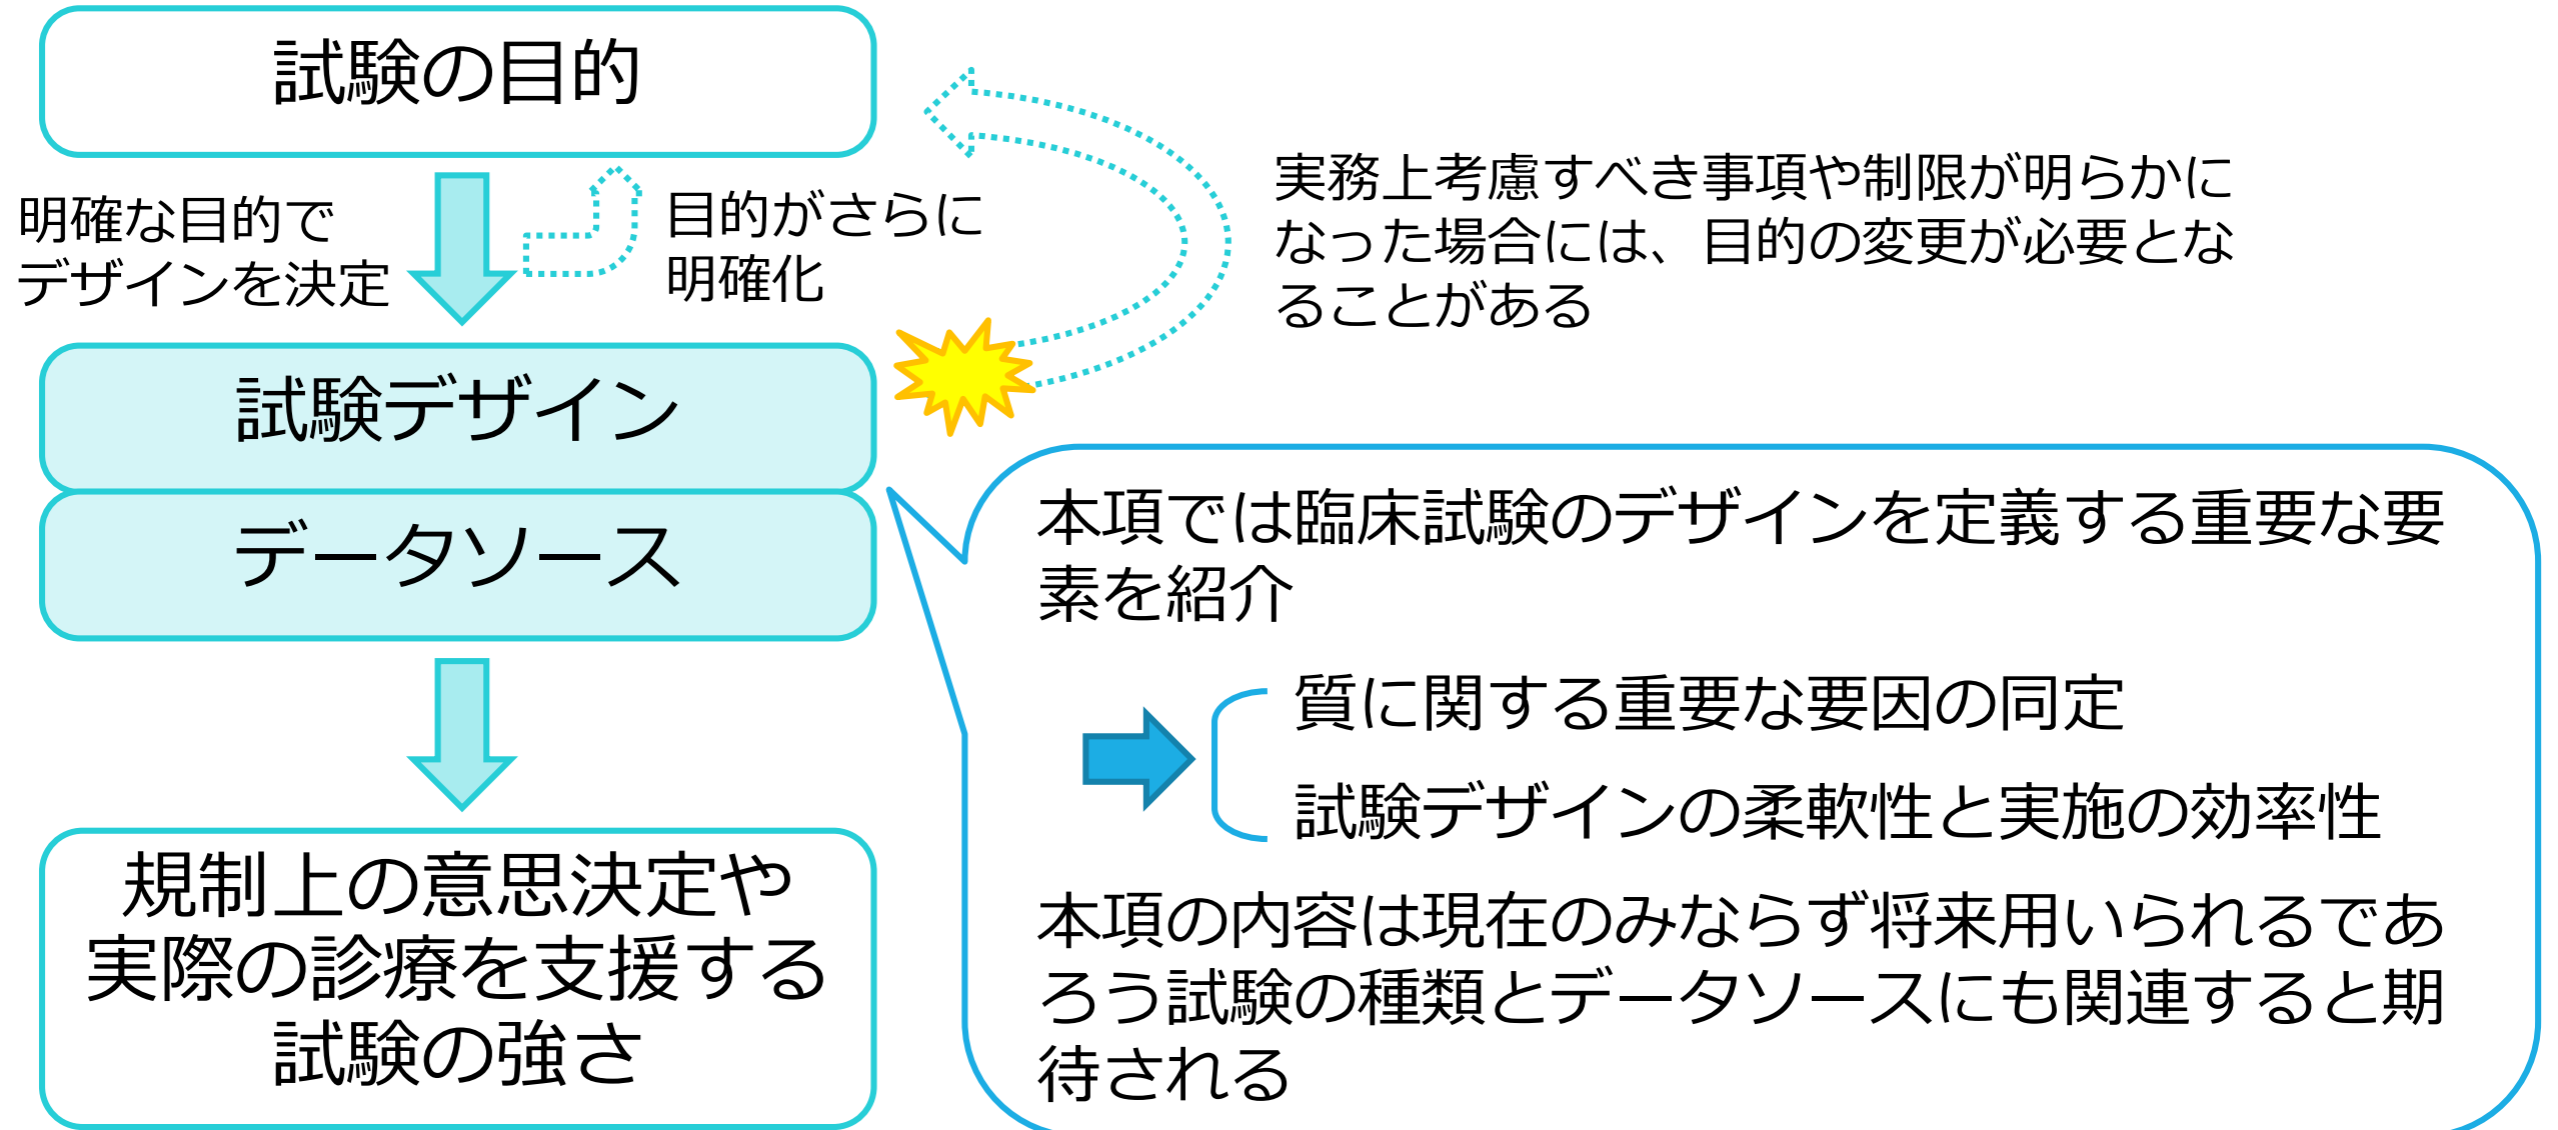 試験の目的
明確な目的で
デザインを決定
目的がさらに
明確化
実務上考慮すべき事項や制限が明らかに
なった場合には、目的の変更が必要とな
ることがある
試験デザイン
データソース
規制上の意思決定や
実際の診療を支援する
試験の強さ
本項では臨床試験のデザインを定義する重要な要
素を紹介
質に関する重要な要因の同定
試験デザインの柔軟性と実施の効率性
本項の内容は現在のみならず将来用いられるであ
ろう試験の種類とデータソースにも関連すると期
待される